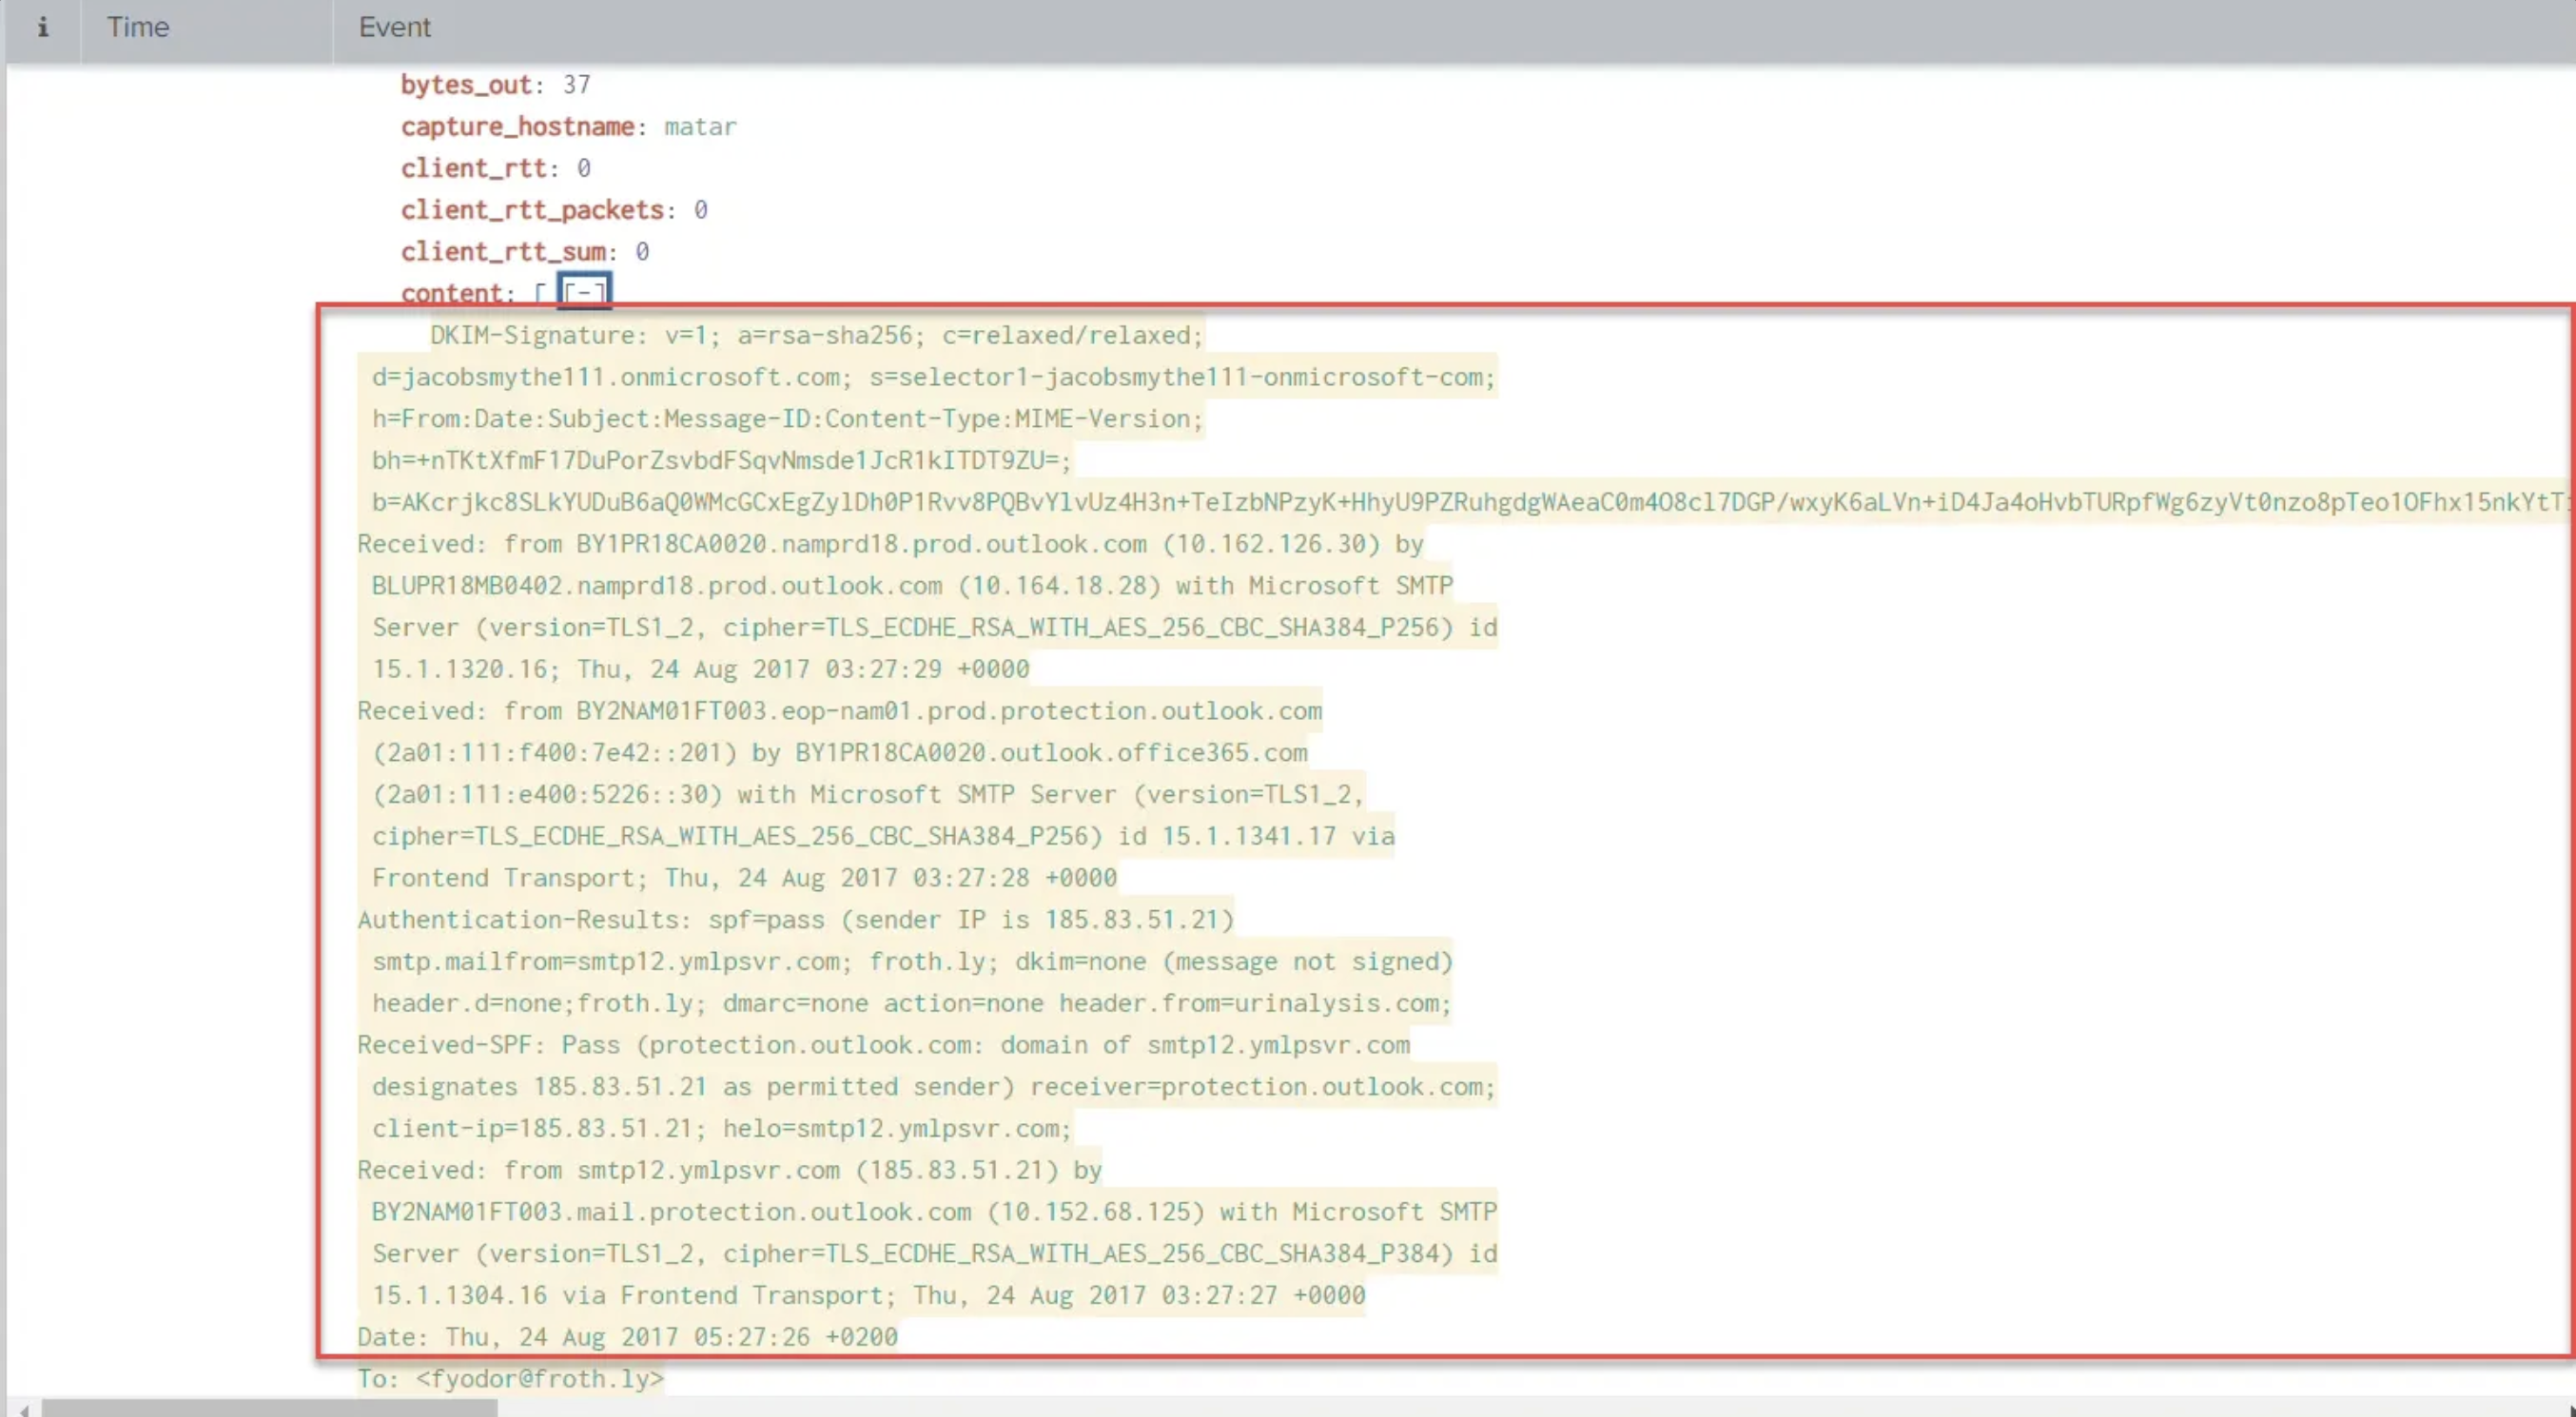 i Time Event
bytes_out: 37
capture_hostname: matar
client_rtt: 0
client_rtt_packets: 0
client_rtt_sum: 0
content: [ [-]
DKIM-Signature: v=1; a=rsa-sha256; c=relaxed/relaxed;
d=jacobsmythe111.onmicrosoft.com; s=selector1-jacobsmythe111-onmicrosoft-com;
h=From:Date:Subject:Message-ID:Content-Type:MIME-Version;
bh=+nTKtXfmF17DuPorZsvbdFSqvNmsde1JcR1kITDT9ZU=;
b=AKcrjkc8SLkYUDuB6aQ0WMcGCxEgZylDh0P1Rvv8PQBvYlvUz4H3n+TeIzbNPzyK+HhyU9PZRuhgdgWAeaC0m4O8cl7DGP/wxyK6aLVn+iD4Ja4oHvbTURpfWg6zyVt0nzo8pTeo1OFhx15nkYtT
Received: from BY1PR18CA0020.namprd18.prod.outlook.com (10.162.126.30) by
BLUPR18MB0402.namprd18.prod.outlook.com (10.164.18.28) with Microsoft SMTP
Server (version=TLS1_2, cipher=TLS_ECDHE_RSA_WITH_AES_256_CBC_SHA384_P256) id
15.1.1320.16; Thu, 24 Aug 2017 03:27:29 +0000
Received: from BY2NAM01FT003.eop-nam01.prod.protection.outlook.com
(2a01:111:f400:7e42::201) by BY1PR18CA0020.outlook.office365.com
(2a01:111:e400:5226::30) with Microsoft SMTP Server (version=TLS1_2,
cipher=TLS_ECDHE_RSA_WITH_AES_256_CBC_SHA384_P256) id 15.1.1341.17 via
Frontend Transport; Thu, 24 Aug 2017 03:27:28 +0000
Authentication-Results: spf=pass (sender IP is 185.83.51.21)
smtp.mailfrom=smtp12.ymlpsvr.com; froth.ly; dkim=none (message not signed)
header.d=none;froth.ly; dmarc=none action=none header.from=urinalysis.com;
Received-SPF: Pass (protection.outlook.com: domain of smtp12.ymlpsvr.com
designates 185.83.51.21 as permitted sender) receiver=protection.outlook.com;
client-ip=185.83.51.21; helo=smtp12.ymlpsvr.com;
Received: from smtp12.ymlpsvr.com (185.83.51.21) by
BY2NAM01FT003.mail.protection.outlook.com (10.152.68.125) with Microsoft SMTP
Server (version=TLS1_2, cipher=TLS_ECDHE_RSA_WITH_AES_256_CBC_SHA384_P384) id
15.1.1304.16 via Frontend Transport; Thu, 24 Aug 2017 03:27:27 +0000
Date: Thu, 24 Aug 2017 05:27:26 +0200
To: <fyodor@froth.ly>